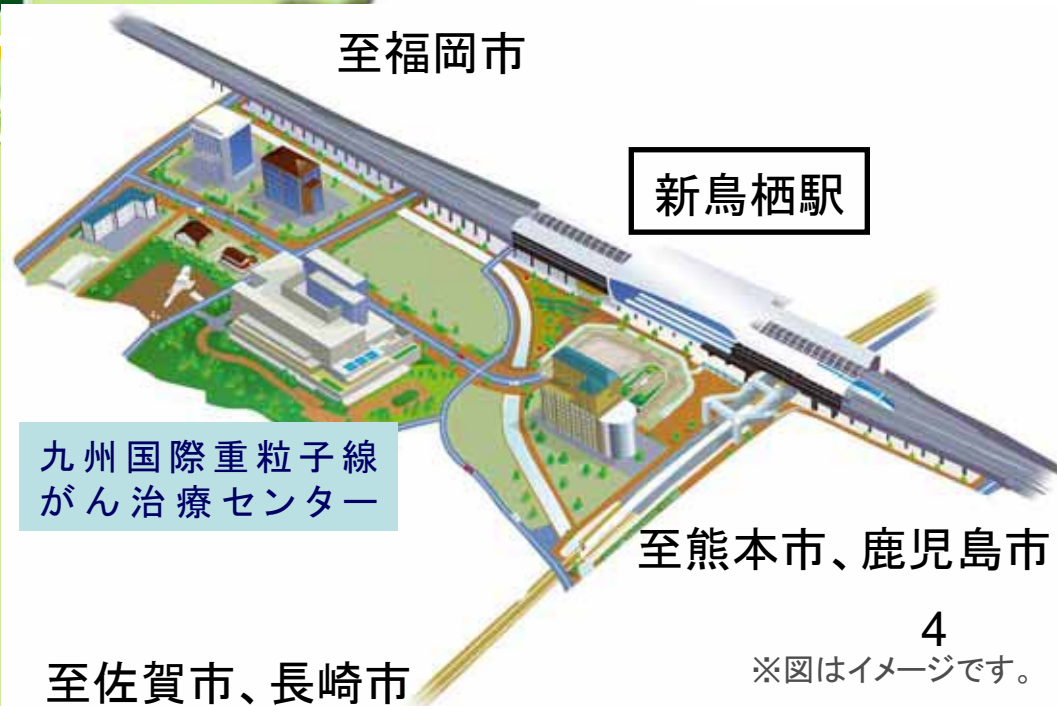 至福岡市
新鳥栖駅
九州国際重粒子線
がん治療センター
至熊本市、鹿児島市
4
※図はイメージです。
至佐賀市、長崎市